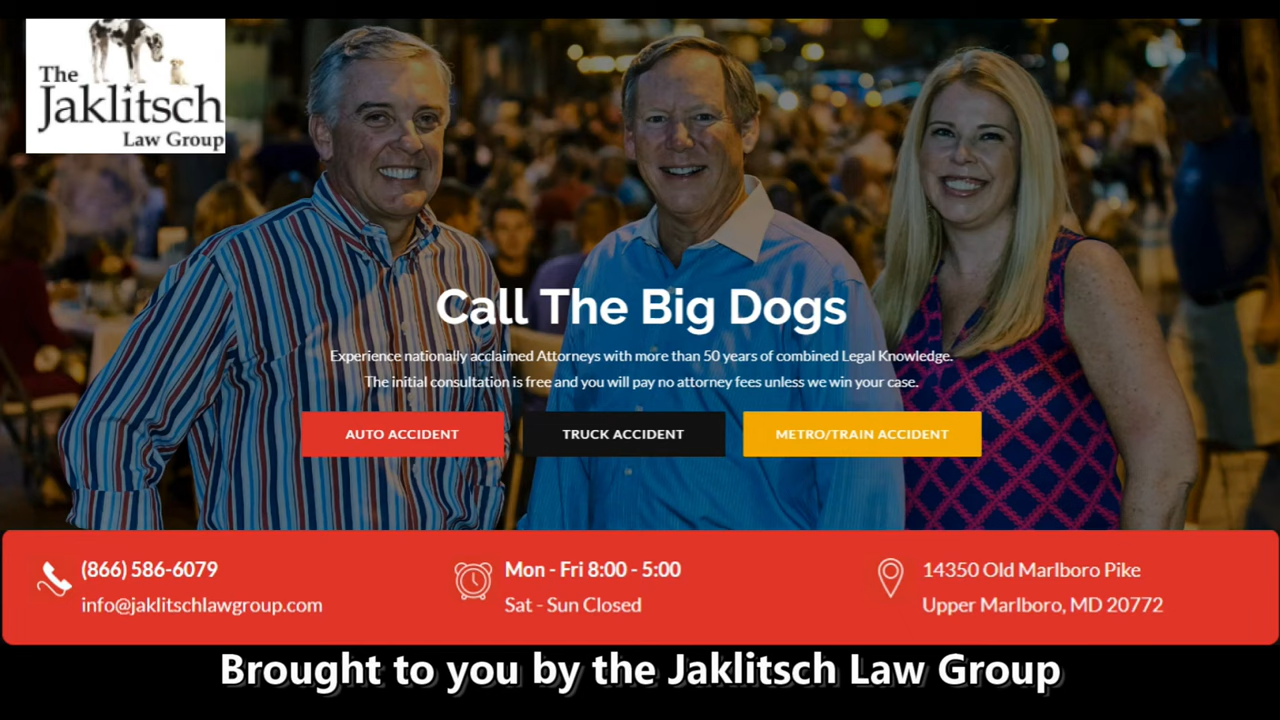 The
Jaklitsch
Law Group
Call The Big Dogs
Experience nationally acclaimed Attorneys with more than 50 years of combined Legal Knowledge.
The initial consultation is free and you will pay no attorney fees unless we win your case.
AUTO ACCIDENT
TRUCK ACCIDENT
METRO/TRAIN ACCIDENT
(866) 586-6079
info@jaklitschlawgroup.com
Mon - Fri 8:00 - 5:00
Sat - Sun Closed
14350 Old Marlboro Pike
Upper Marlboro, MD 20772
Brought to you by the Jaklitsch Law Group